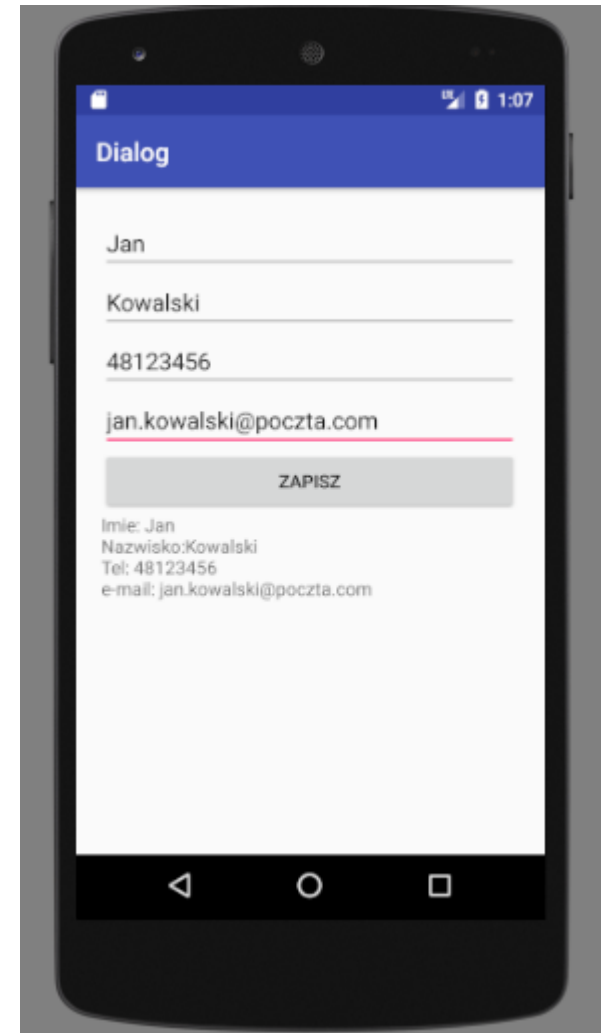 LTE 1:07
Dialog
Jan
Kowalski
48123456
jan.kowalski@poczta.com
ZAPISZ
Imie: Jan
Nazwisko:Kowalski
Tel: 48123456
e-mail: jan.kowalski@poczta.com